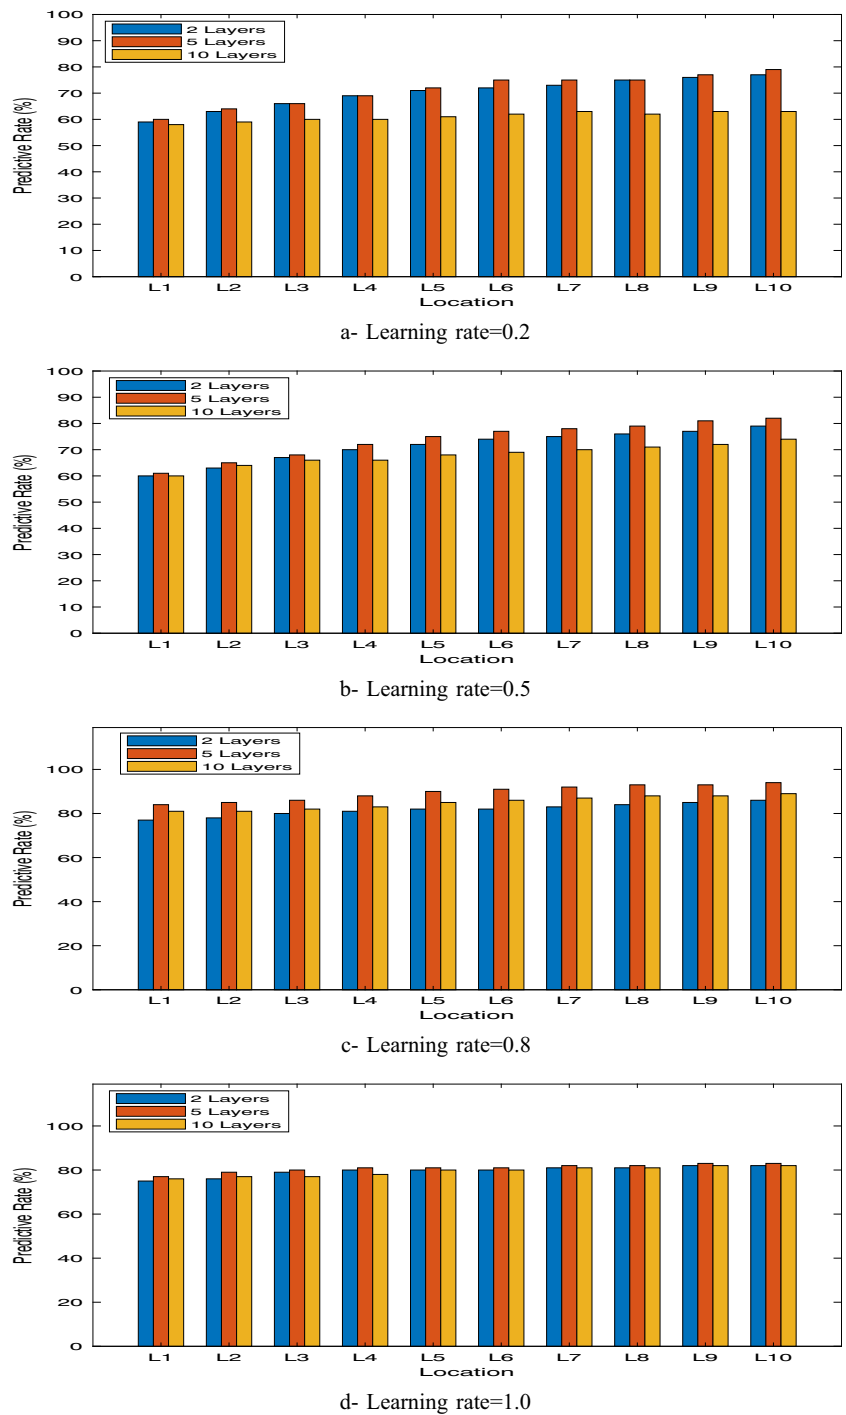 100
90
80
70
60
50
40
30
20
10
0
Predictive Rate (%)
2 Layers
5 Layers
10 Layers
L1 L2 L3 L4 L5 L6 L7 L8 L9 L10
Location
a- Learning rate=0.2
100
90
80
70
60
50
40
30
20
10
0
Predictive Rate (%)
2 Layers
5 Layers
10 Layers
L1 L2 L3 L4 L5 L6 L7 L8 L9 L10
Location
b- Learning rate=0.5
100
80
60
40
20
0
Predictive Rate (%)
2 Layers
5 Layers
10 Layers
L1 L2 L3 L4 L5 L6 L7 L8 L9 L10
Location
c- Learning rate=0.8
100
80
60
40
20
0
Predictive Rate (%)
2 Layers
5 Layers
10 Layers
L1 L2 L3 L4 L5 L6 L7 L8 L9 L10
Location
d- Learning rate=1.0